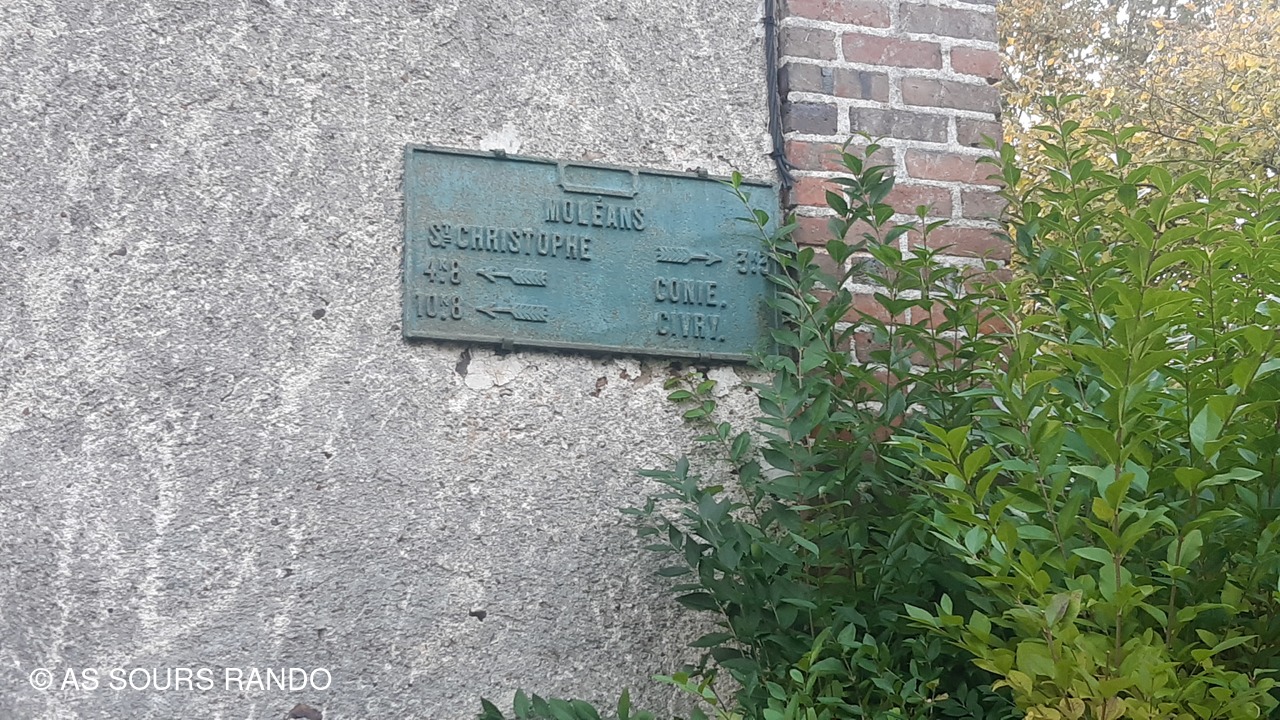 MOLÉANS
ST CHRISTOPHE
4K8
10K8
CONIE.
CIVRY.
© AS SOURS RANDO